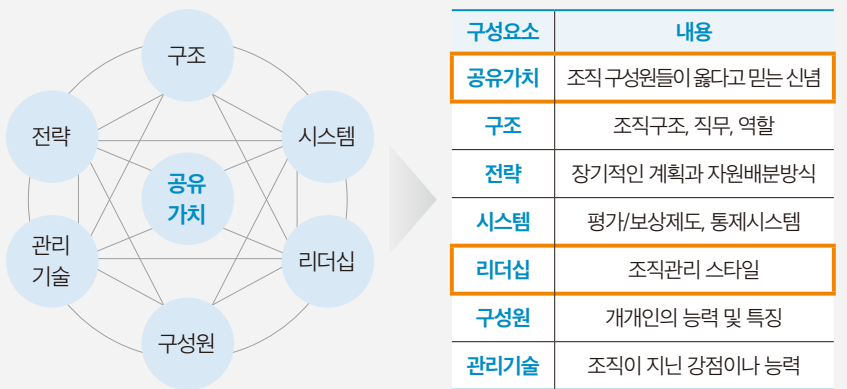 구조
전략
시스템
공유
가치
관리
기술
리더십
구성원
구성요소 내용
공유가치 조직 구성원들이 옳다고 믿는 신념
구조 조직구조, 직무, 역할
전략 장기적인 계획과 자원배분방식
시스템 평가/보상제도, 통제시스템
리더십 조직관리 스타일
구성원 개개인의 능력 및 특징
관리기술 조직이 지닌 강점이나 능력